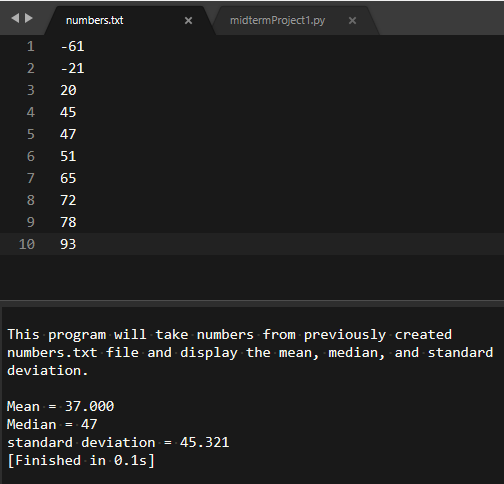 numbers.txt × midtermProject1.py ×
1 -61
2 -21
3 20
4 45
5 47
6 51
7 65
8 72
9 78
10 93
This program will take numbers from previously created
numbers.txt file and display the mean, median, and standard
deviation.
Mean = 37.000
Median = 47
standard deviation = 45.321
[Finished in 0.1s]